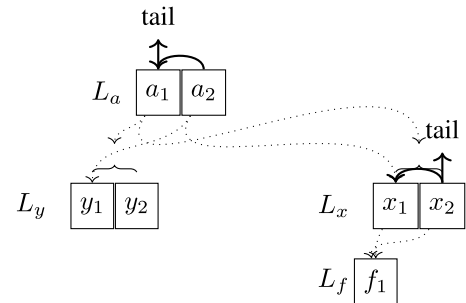 tail
L_a a_1 a_2
tail
L_y y_1 y_2 L_x x_1 x_2
L_f f_1